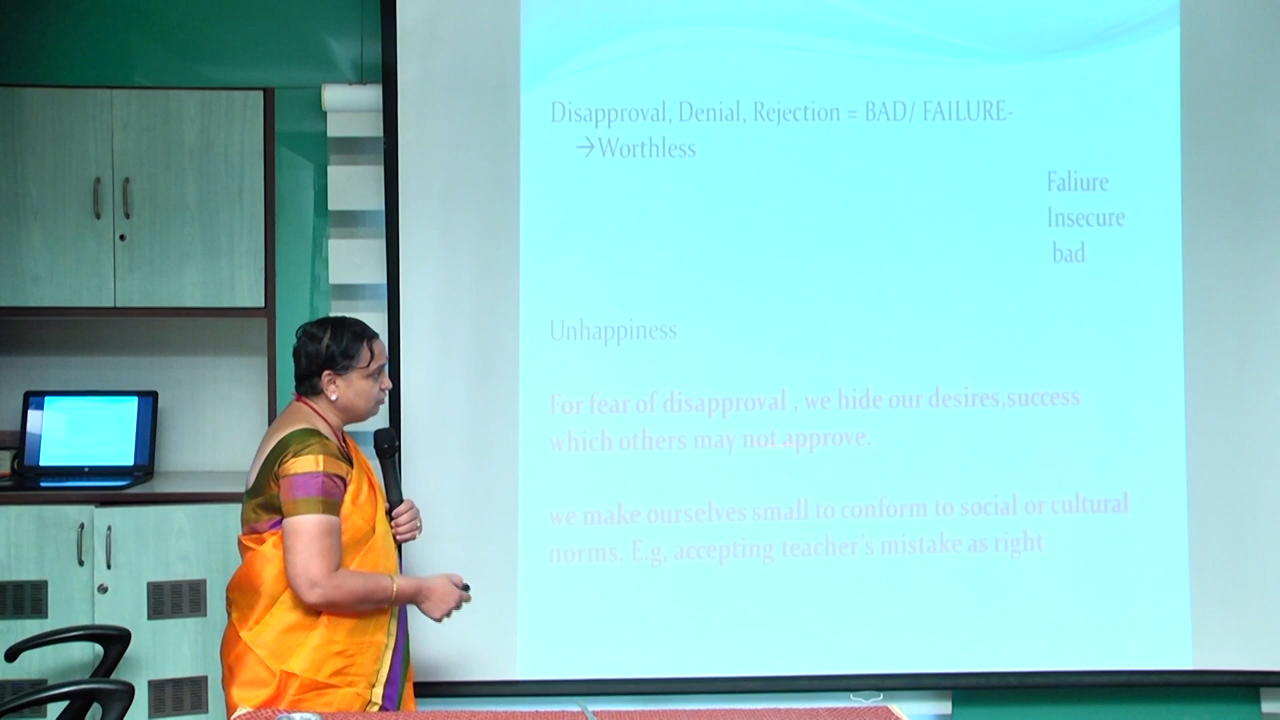 Disapproval, Denial, Rejection = BAD/ FAILURE-
→Worthless
Faliure
Insecure
bad
Unhappiness
For fear of disapproval , we hide our desires,success
which others may not approve.
we make ourselves small to conform to social or cultural
norms. E.g. accepting teacher's mistake as right